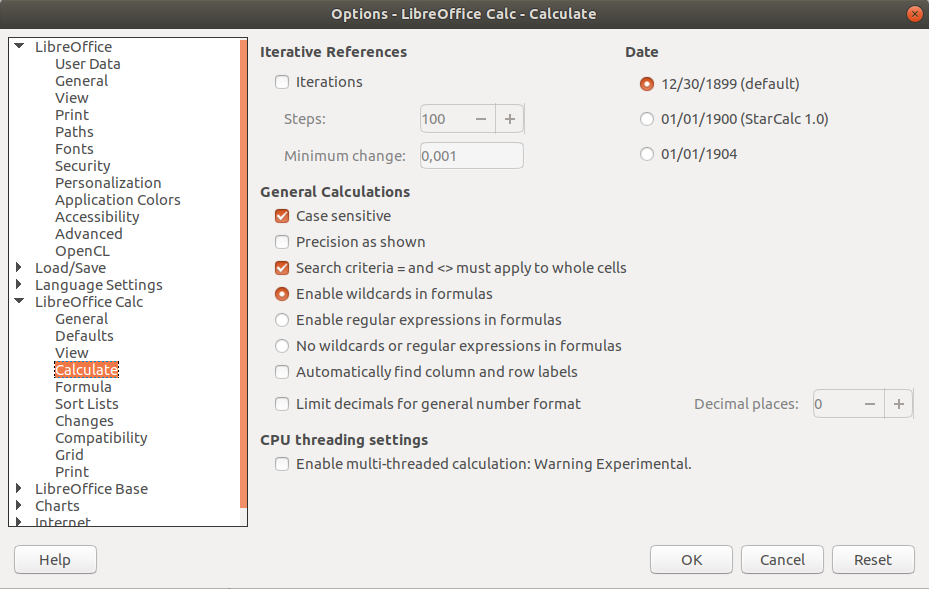 Options - LibreOffice Calc - Calculate
LibreOffice
User Data
General
View
Print
Paths
Fonts
Security
Personalization
Application Colors
Accessibility
Advanced
OpenCL
Load/Save
Language Settings
LibreOffice Calc
General
Defaults
View
Calculate
Formula
Sort Lists
Changes
Compatibility
Grid
Print
LibreOffice Base
Charts
Internet
Iterative References
Iterations
Steps: 100
Minimum change: 0,001
Date
12/30/1899 (default)
01/01/1900 (StarCalc 1.0)
01/01/1904
General Calculations
Case sensitive
Precision as shown
Search criteria = and <> must apply to whole cells
Enable wildcards in formulas
Enable regular expressions in formulas
No wildcards or regular expressions in formulas
Automatically find column and row labels
Limit decimals for general number format Decimal places: 0
CPU threading settings
Enable multi-threaded calculation: Warning Experimental.
Help OK Cancel Reset